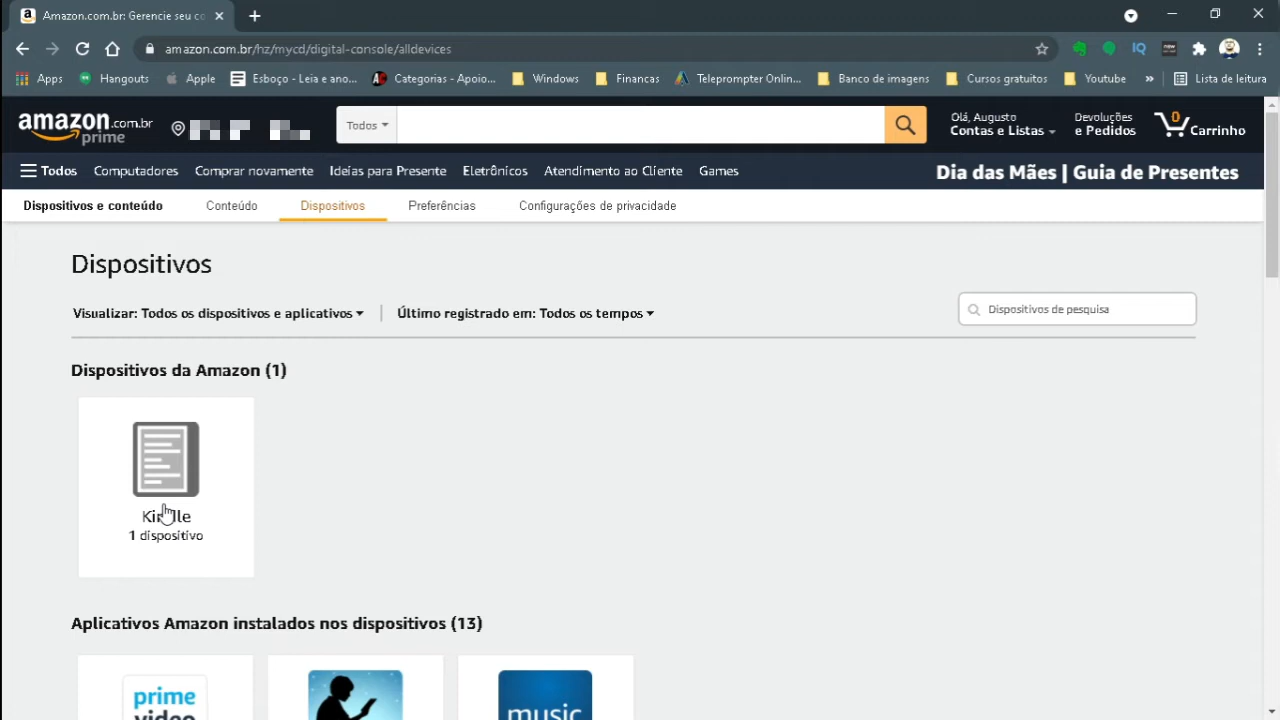 Amazon.com.br: Gerencie seu co
amazon.com.br/hz/mycd/digital-console/alldevices
Apps Hangouts Apple Esboço - Leia e ano... Categorias - Apoio... Windows Financas Teleprompter Onlin... Banco de imagens Cursos gratuitos Youtube » Lista de leitura
amazon.com.br
prime
Todos
Olá, Augusto
Contas e Listas
Devoluções
e Pedidos
0
Carrinho
Todos Computadores Comprar novamente Ideias para Presente Eletrônicos Atendimento ao Cliente Games Dia das Mães | Guia de Presentes
Dispositivos e conteúdo Conteúdo Dispositivos Preferências Configurações de privacidade
Dispositivos
Visualizar: Todos os dispositivos e aplicativos | Último registrado em: Todos os tempos
Dispositivos de pesquisa
Dispositivos da Amazon (1)
Kindle
1 dispositivo
Aplicativos Amazon instalados nos dispositivos (13)
prime
video
music